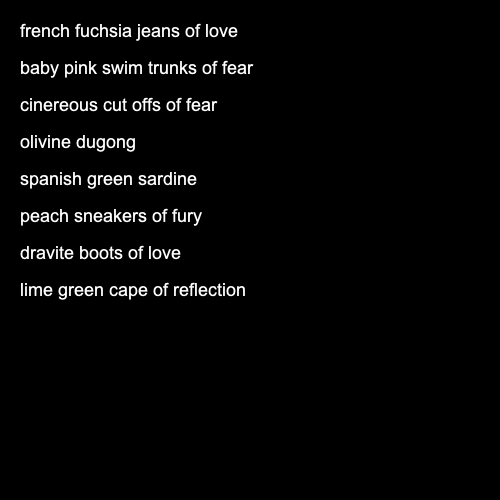 french fuchsia jeans of love
baby pink swim trunks of fear
cinereous cut offs of fear
olivine dugong
spanish green sardine
peach sneakers of fury
dravite boots of love
lime green cape of reflection